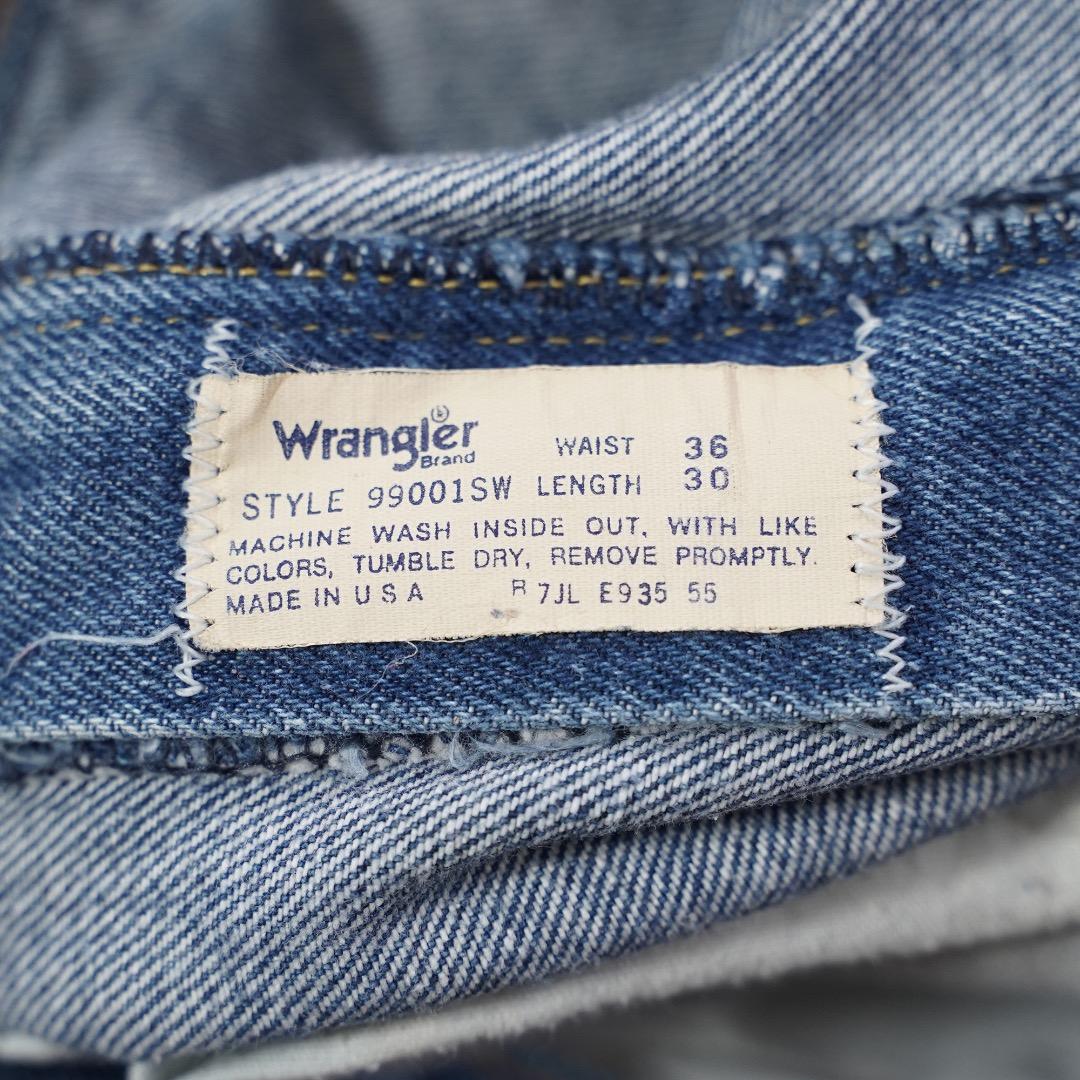 Wrangler® WAIST 36
Brand
STYLE 99001SW LENGTH 30
MACHINE WASH INSIDE OUT, WITH LIKE
COLORS, TUMBLE DRY, REMOVE PROMPTLY.
MADE IN U S A R 7JL E935 55